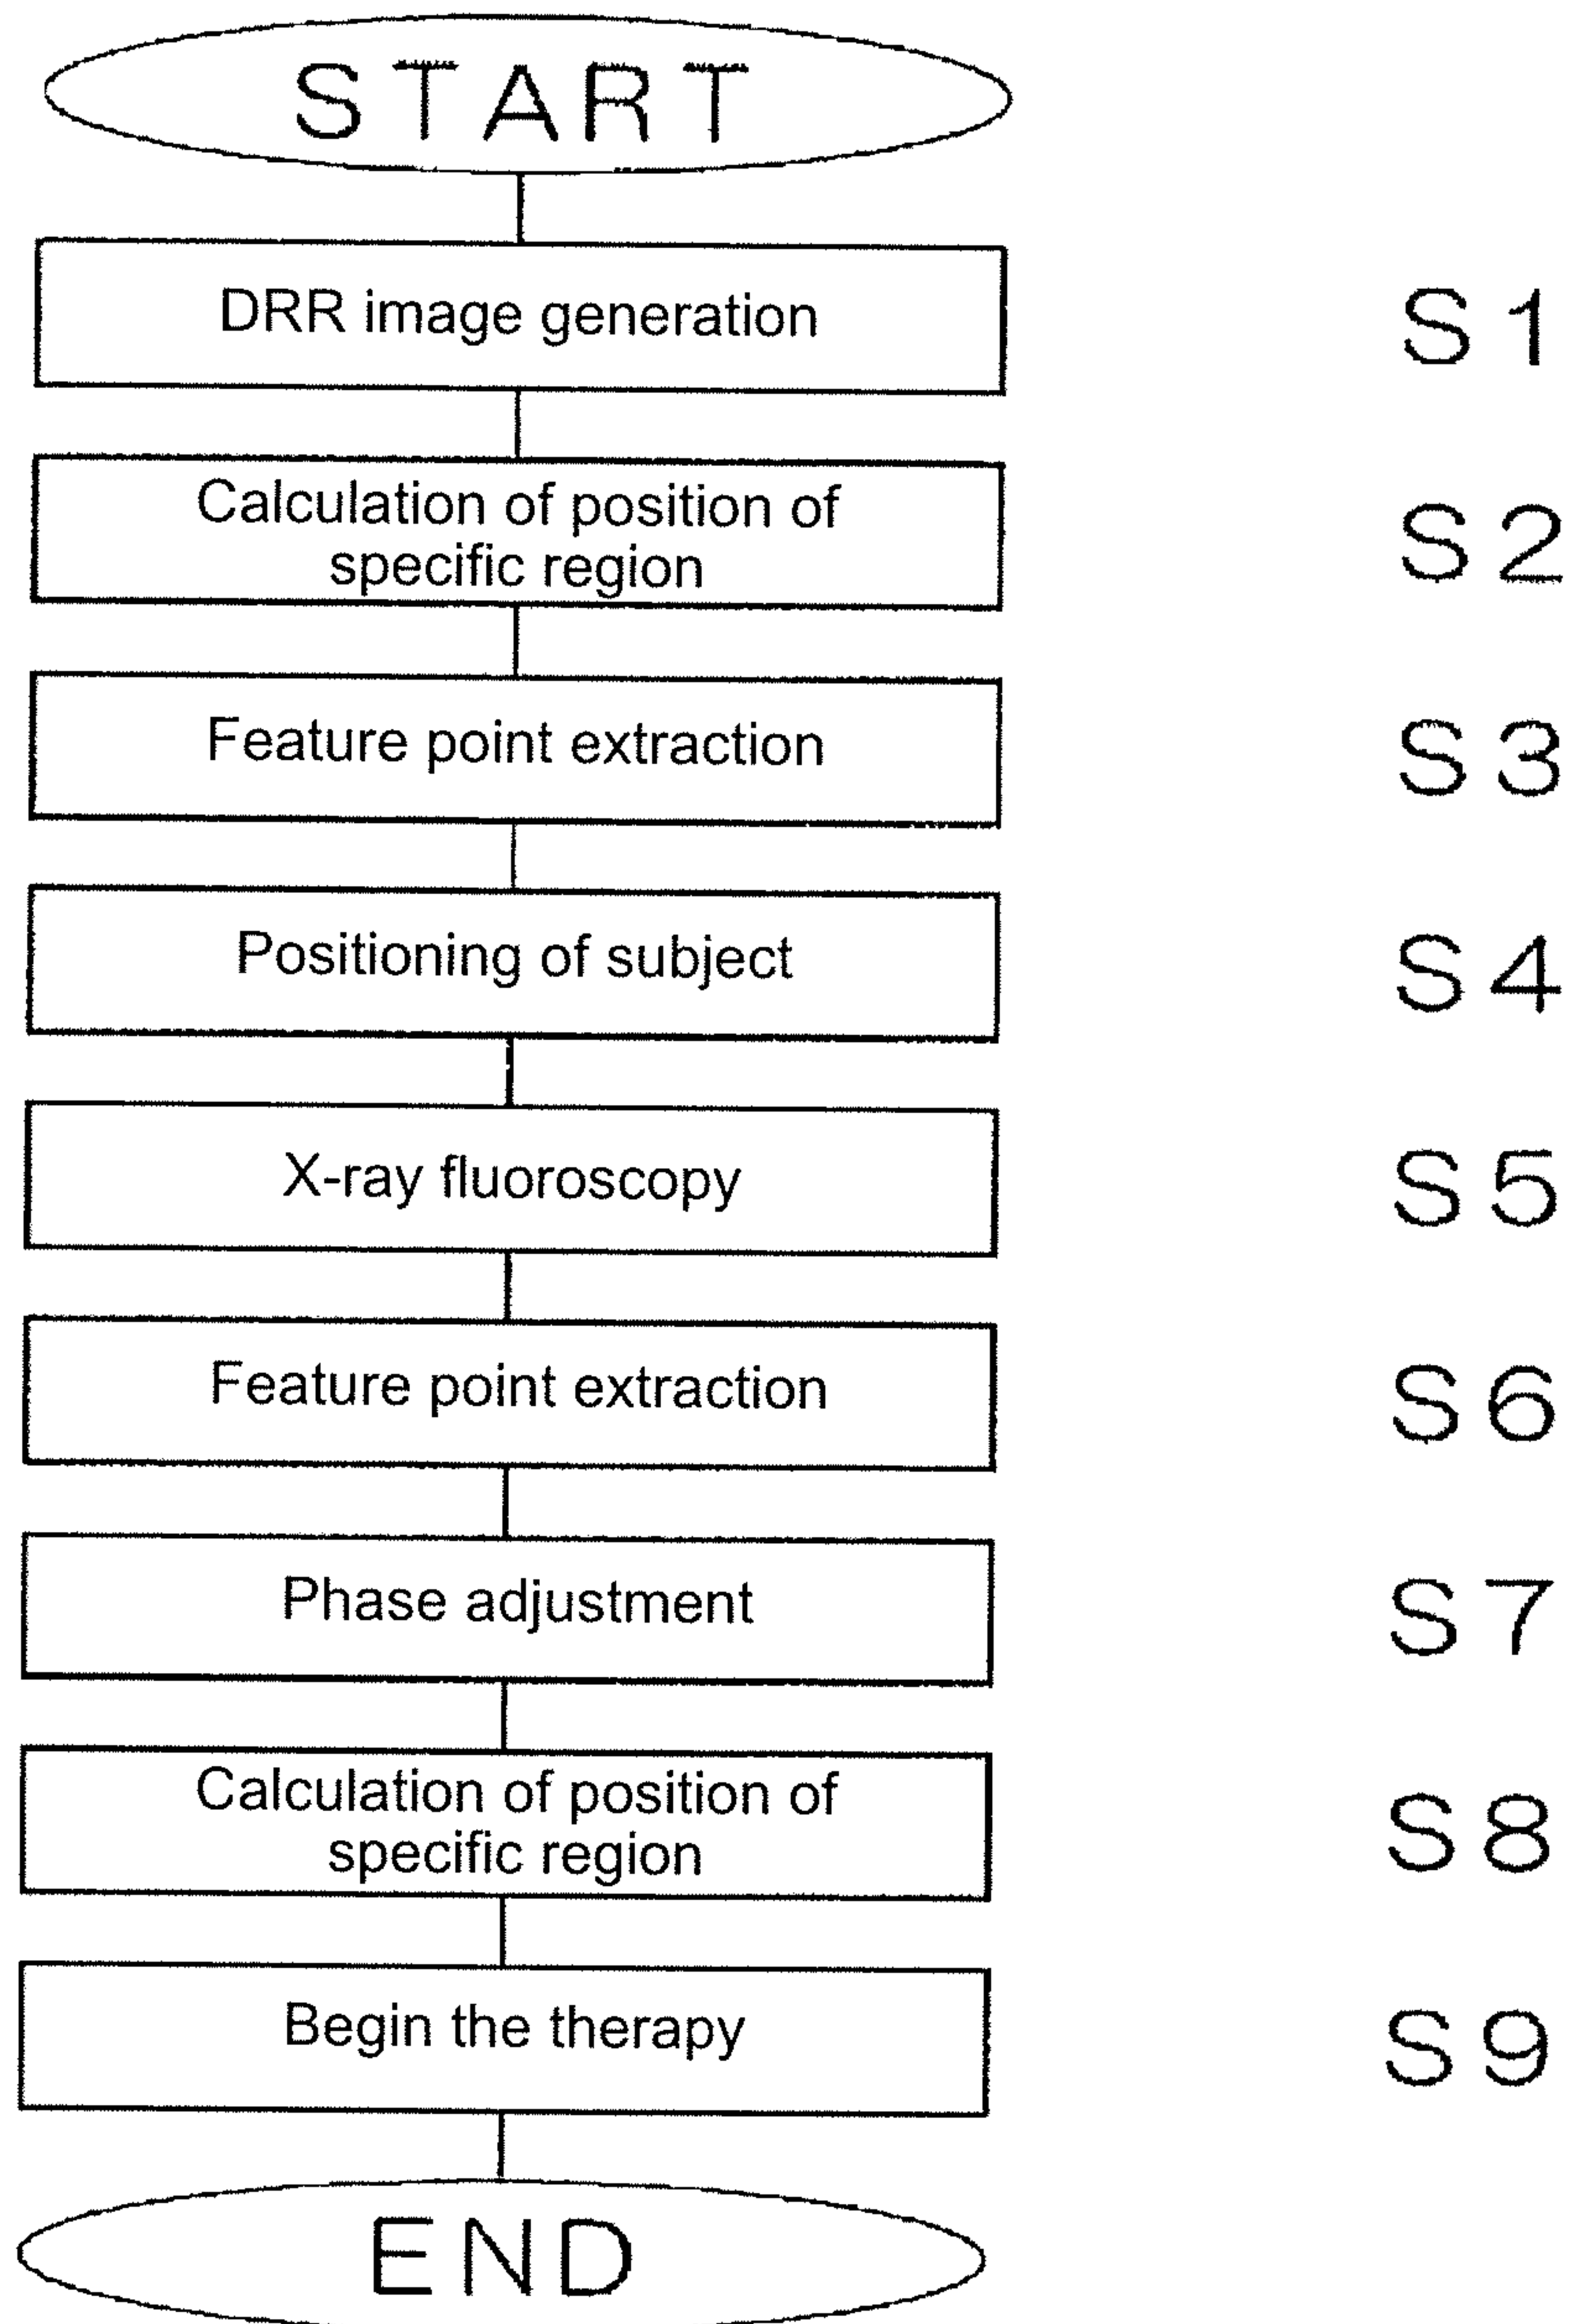 START
DRR image generation
S1
Calculation of position of
specific region
S2
Feature point extraction
S3
Positioning of subject
S4
X-ray fluoroscopy
S5
Feature point extraction
S6
Phase adjustment
S7
Calculation of position of
specific region
S8
Begin the therapy
S9
END